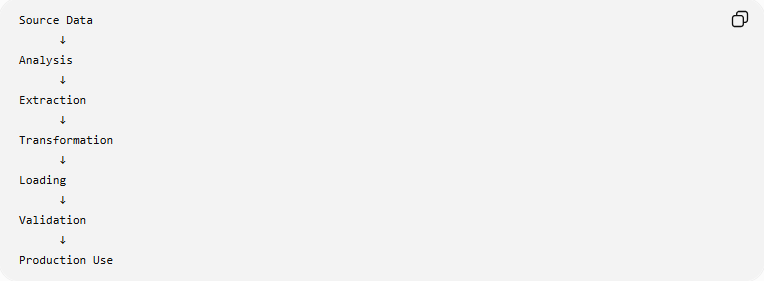 Source Data
↓
Analysis
↓
Extraction
↓
Transformation
↓
Loading
↓
Validation
↓
Production Use